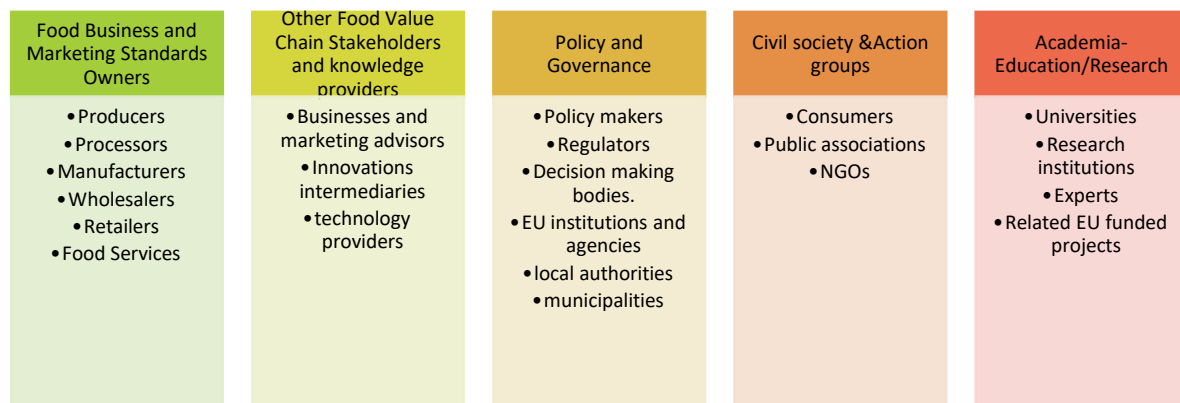 Food Business and
Marketing Standards
Owners
•Producers
•Processors
•Manufacturers
•Wholesalers
•Retailers
•Food Services
Other Food Value
Chain Stakeholders
and knowledge
providers
•Businesses and
marketing advisors
•Innovations
intermediaries
•technology
providers
Policy and
Governance
•Policy makers
•Regulators
•Decision making
bodies.
•EU institutions and
agencies
•local authorities
•municipalities
Civil society &Action
groups
•Consumers
•Public associations
•NGOs
Academia-
Education/Research
•Universities
•Research
institutions
•Experts
•Related EU funded
projects